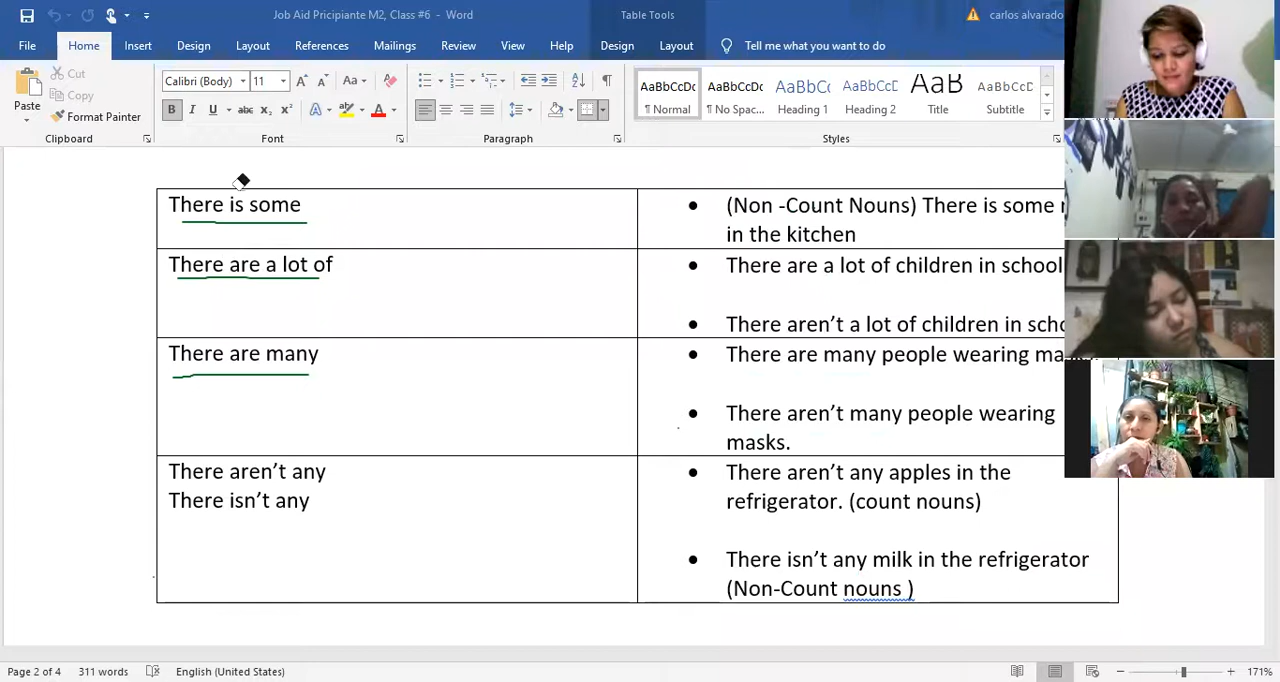 Job Aid Pricipiante M2, Class #6 - Word
Table Tools
carlos alvarado
File Home Insert Design Layout References Mailings Review View Help Design Layout Tell me what you want to do
Paste
Cut
Copy
Format Painter
Calibri (Body) 11
AaBbCcDc AaBbCcDc AaBbCc AaBbCcC AaB AaBbCcD
¶ Normal ¶ No Spac... Heading 1 Heading 2 Title Subtitle
Clipboard Font Paragraph Styles
There is some
(Non -Count Nouns) There is some
in the kitchen
There are a lot of
There are a lot of children in school
There aren't a lot of children in
There are many
There are many people wearing
There aren't many people wearing
masks.
There aren't any
There isn't any
There aren't any apples in the
refrigerator. (count nouns)
There isn't any milk in the refrigerator
(Non-Count nouns )
Page 2 of 4 311 words English (United States) 171%